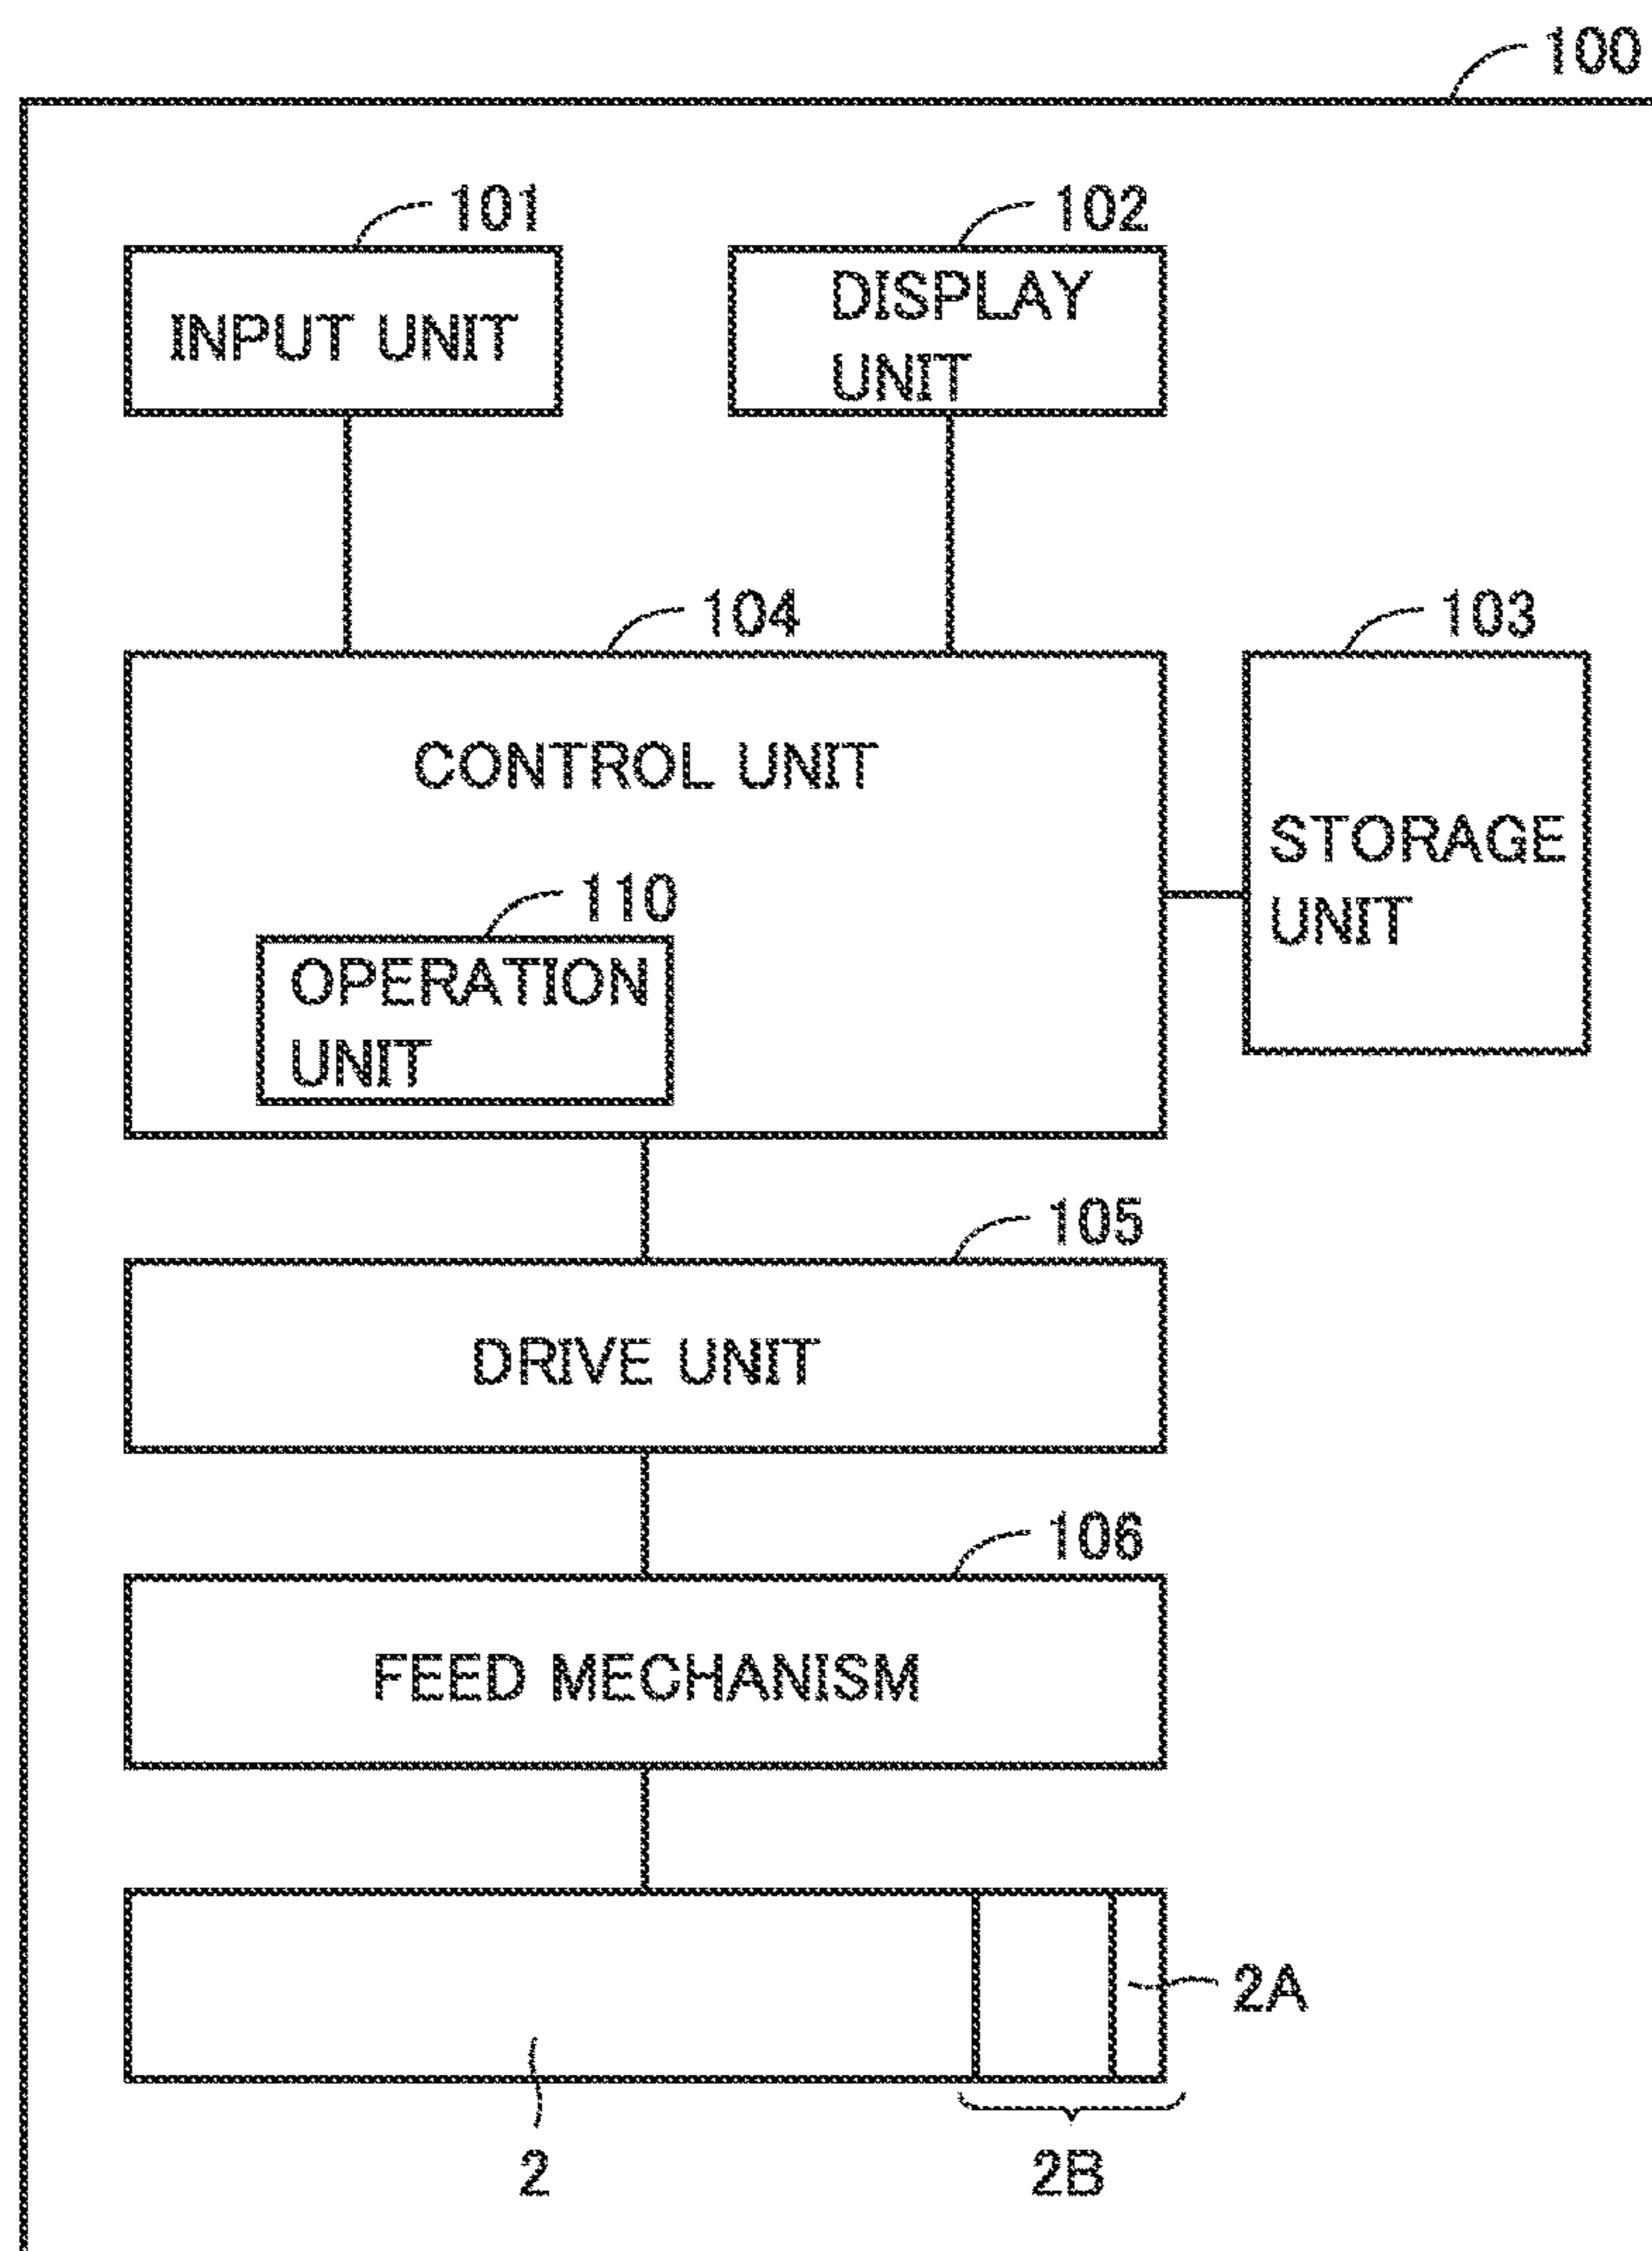 100
101
102
INPUT UNIT
DISPLAY
UNIT
104
103
CONTROL UNIT
STORAGE
UNIT
110
OPERATION
UNIT
105
DRIVE UNIT
106
FEED MECHANISM
2A
2
2B